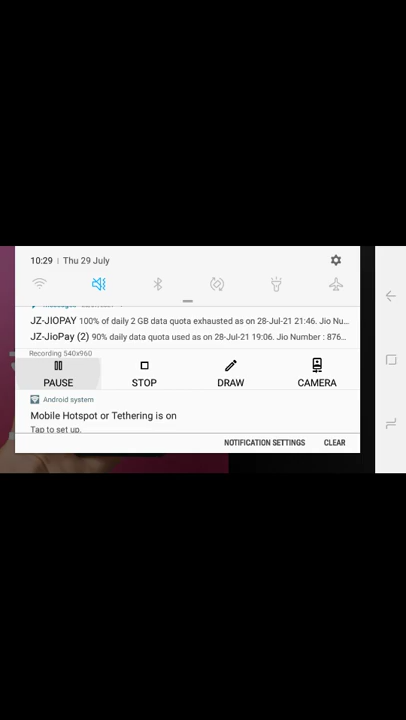 10:29 | Thu 29 July
JZ-JIOPAY 100% of daily 2 GB data quota exhausted as on 28-Jul-21 21:46. Jio Nu...
JZ-JioPay (2) 90% daily data quota used as on 28-Jul-21 19:06. Jio Number : 876...
Recording 540x960
PAUSE STOP DRAW CAMERA
Android system
Mobile Hotspot or Tethering is on
Tap to set up.
NOTIFICATION SETTINGS CLEAR